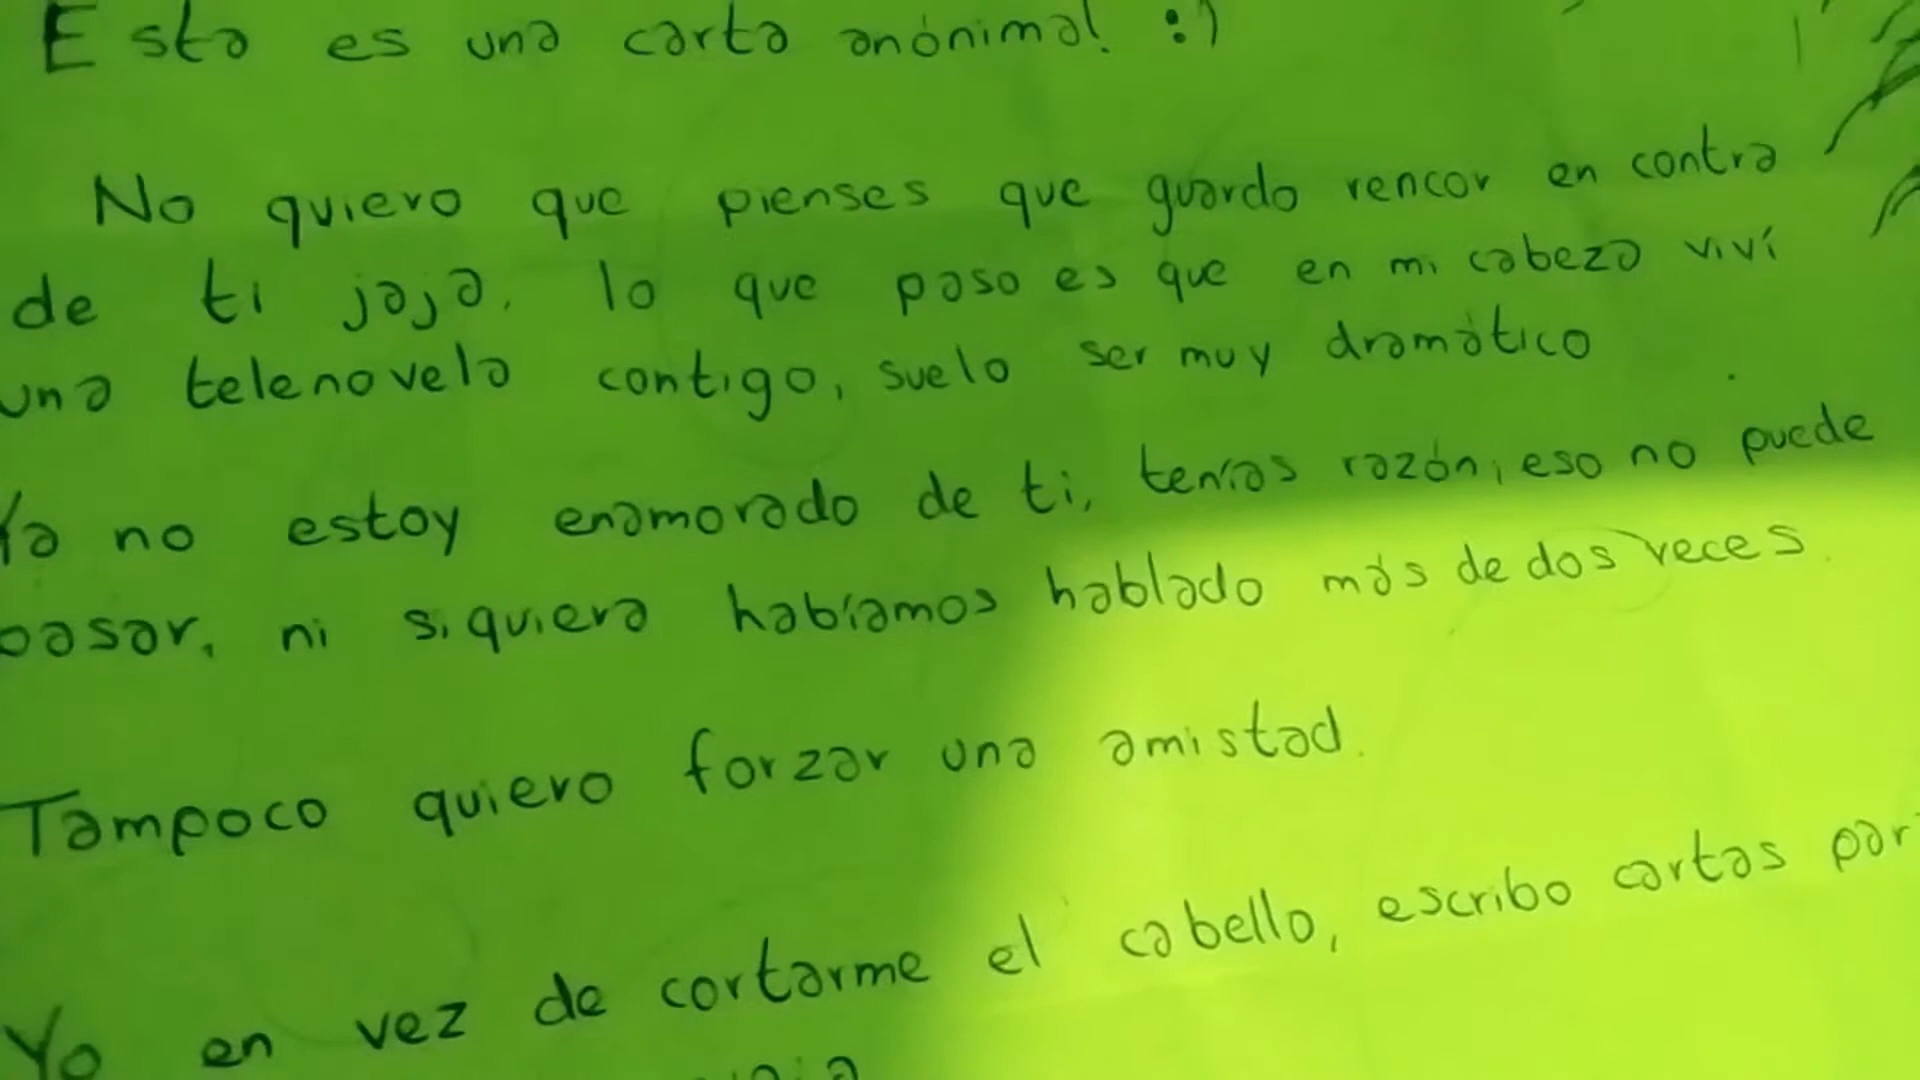 Esta es una carta anónima! :)
No quiero que pienses que guardo rencor en contra
de ti jaja, lo que paso es que en mi cabeza viví
una telenovela contigo, suelo ser muy dramático
Ya no estoy enamorado de ti, tenías razón, eso no puede
pasar, ni siquiera habíamos hablado más de dos veces.
Tampoco quiero forzar una amistad.
Yo en vez de cortarme el cabello, escribo cartas